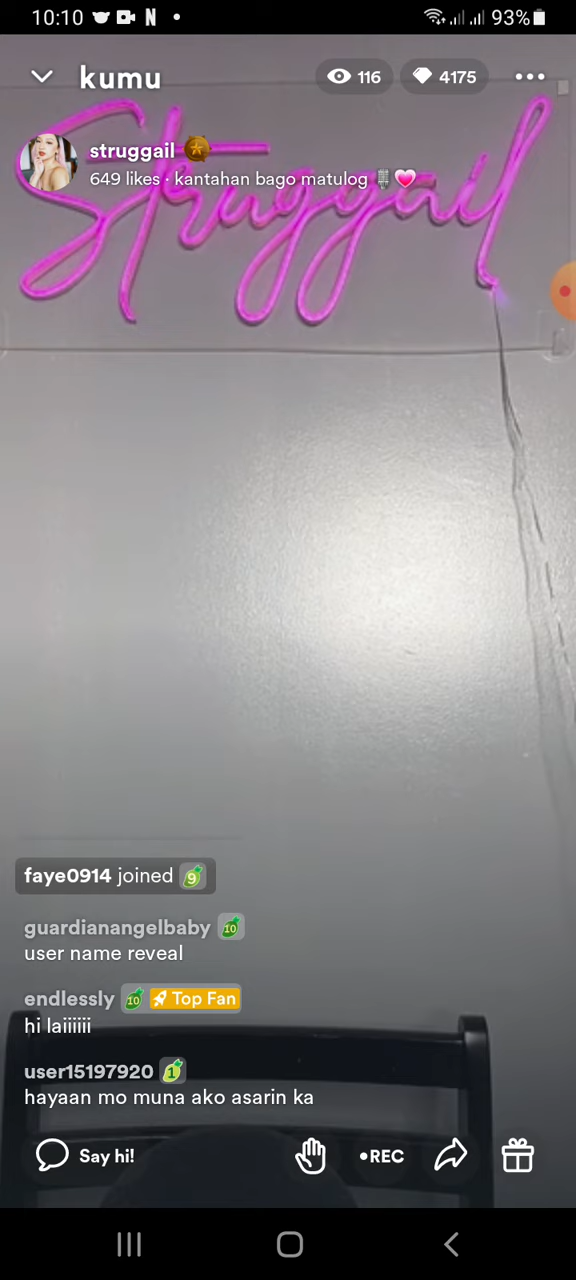 10:10
93%
kumu
116
4175
Struggail
struggail
649 likes · kantahan bago matulog
faye0914 joined 9
guardianangelbaby 10
user name reveal
endlessly 10 Top Fan
hi laiiiiii
user15197920 1
hayaan mo muna ako asarin ka
Say hi!
•REC